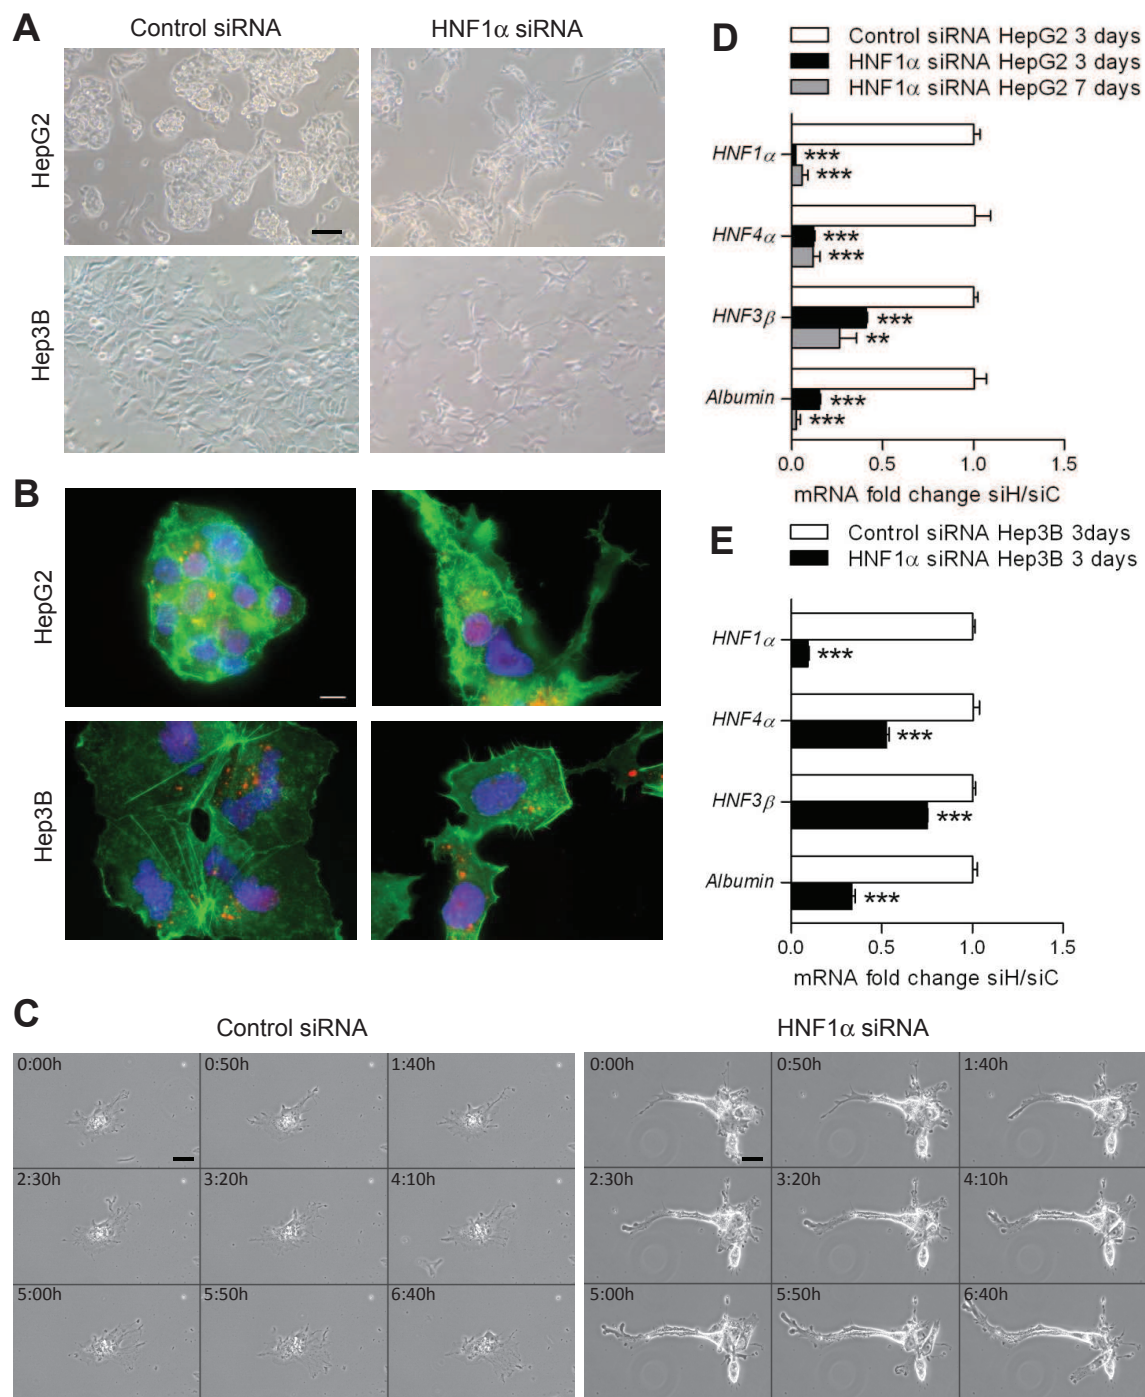 A
Control siRNA
HNF1α siRNA
HepG2
Hep3B
B
HepG2
Hep3B
C
Control siRNA
0:00h
0:50h
1:40h
2:30h
3:20h
4:10h
5:00h
5:50h
6:40h
HNF1α siRNA
0:00h
0:50h
1:40h
2:30h
3:20h
4:10h
5:00h
5:50h
6:40h
D
Control siRNA HepG2 3 days
HNF1α siRNA HepG2 3 days
HNF1α siRNA HepG2 7 days
HNF1α
***
***
HNF4α
***
***
HNF3β
***
**
Albumin
***
***
0.0 0.5 1.0 1.5
mRNA fold change siH/siC
E
Control siRNA Hep3B 3days
HNF1α siRNA Hep3B 3 days
HNF1α
***
HNF4α
***
HNF3β
***
Albumin
***
0.0 0.5 1.0 1.5
mRNA fold change siH/siC